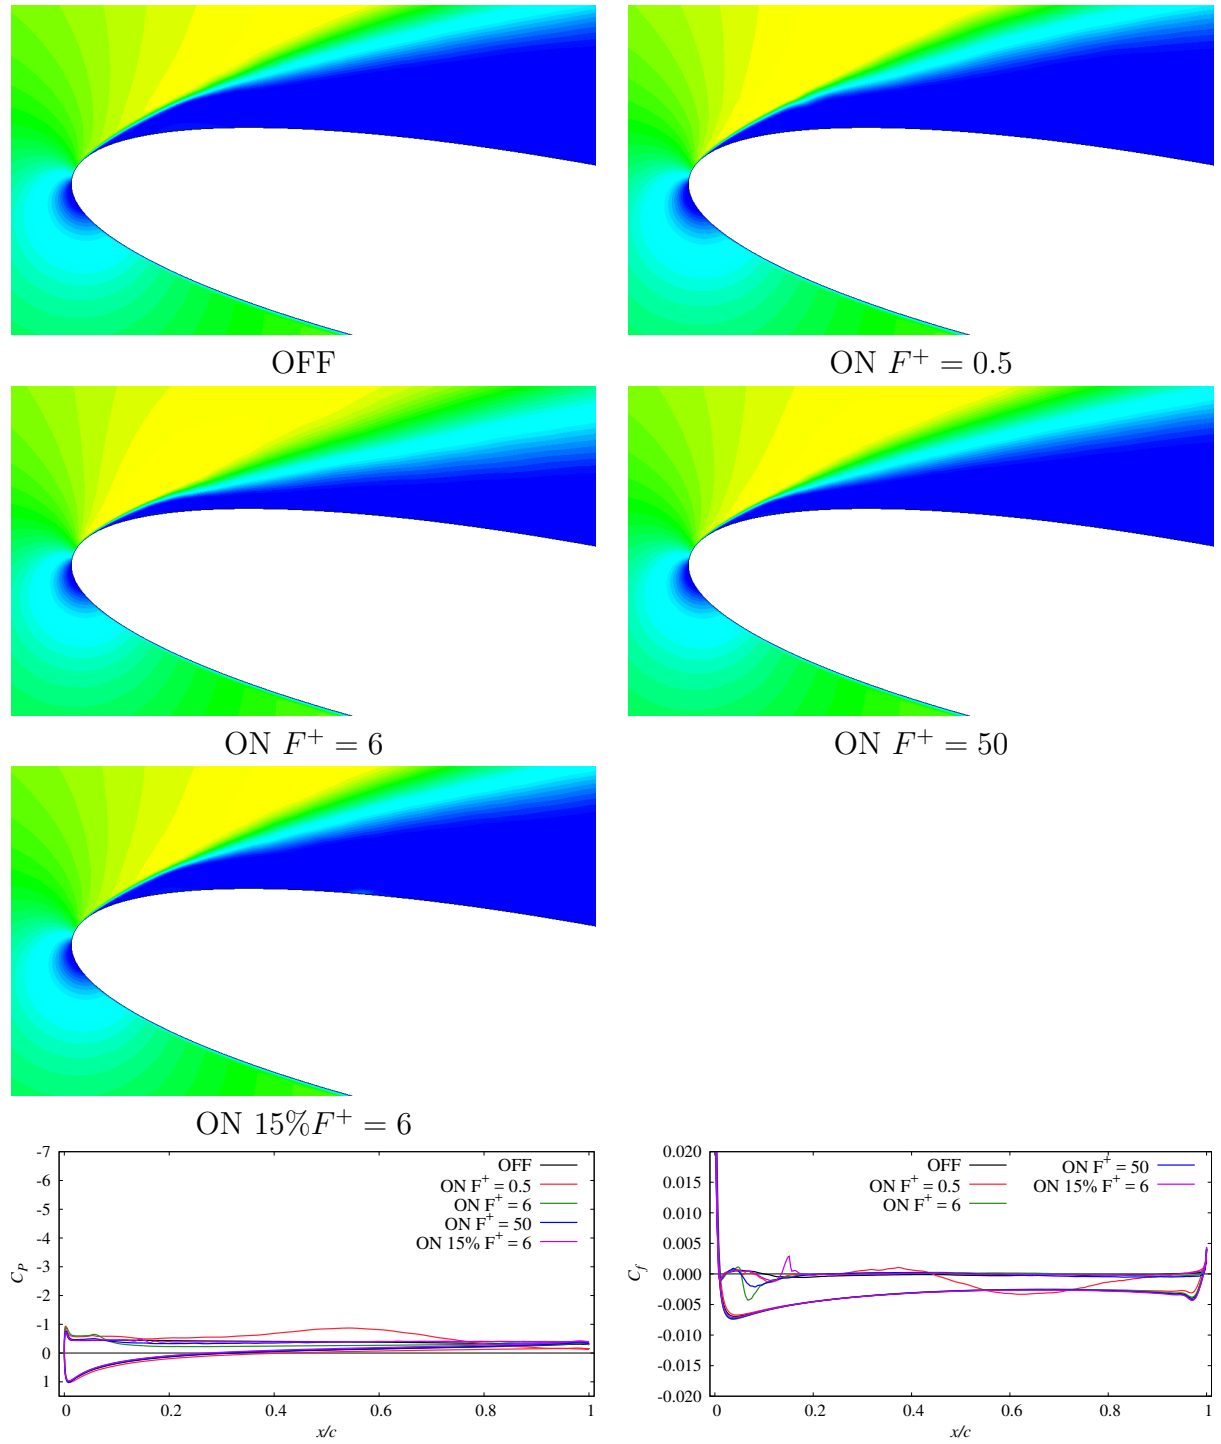 OFF
ON F⁺ = 0.5
ON F⁺ = 6
ON F⁺ = 50
ON 15%F⁺ = 6
-7
-6
-5
-4
-3
-2
-1
0
1
C_P
OFF
ON F⁺ = 0.5
ON F⁺ = 6
ON F⁺ = 50
ON 15% F⁺ = 6
0 0.2 0.4 0.6 0.8 1
x/c
0.020
0.015
0.010
0.005
0.000
-0.005
-0.010
-0.015
-0.020
C_f
OFF
ON F⁺ = 0.5
ON F⁺ = 6
ON F⁺ = 50
ON 15% F⁺ = 6
0 0.2 0.4 0.6 0.8 1
x/c